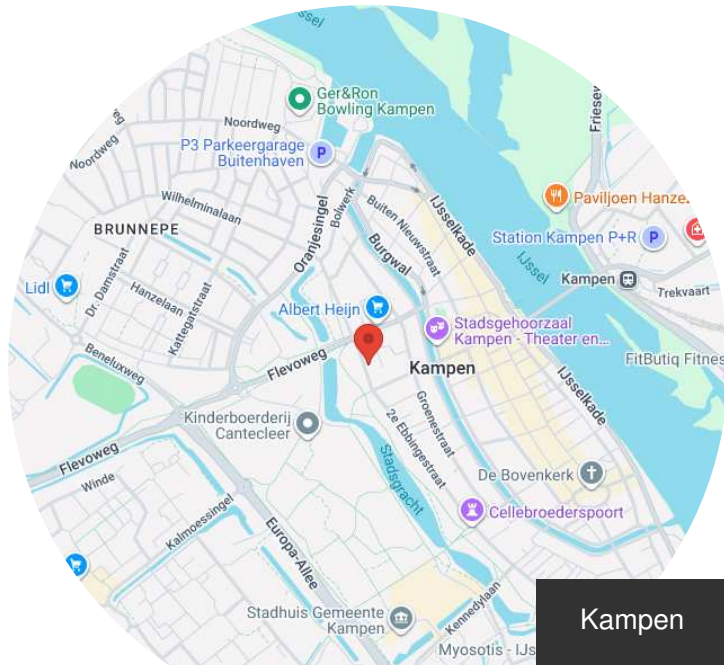 IJssel
Ger&Ron
Bowling Kampen
Noordweg
Noordweg
P3 Parkeergarage
Buitenhaven
Friesev
Wilhelminalaan
Bolwerk
IJsselkade
Paviljoen Hanze
BRUNNEPE
Oranjesingel
Buiten Nieuwstraat
Station Kampen P+R
Burgwal
IJssel
Dr. Damstraat
Kampen
Lidl
Hanzelaan
Trekvaart
Kattegatstraat
Albert Heijn
Stadsgehoorzaal
Kampen - Theater en...
Beneluxweg
Flevoweg
Kampen
FitButiq Fitnes
IJsselkade
Kinderboerderij
Cantecleer
2e Ebbingestraat
Groenestraat
Flevoweg
Stadsgracht
De Bovenkerk
Winde
Cellebroederspoort
Kalmoessingel
Europa-Allee
Stadhuis Gemeente
Kampen
Kennedylaan
Kampen
Myosotis - IJs